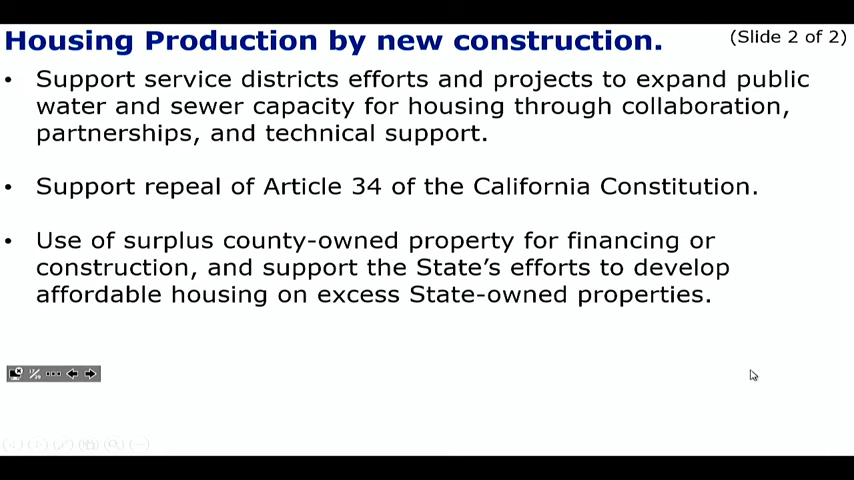 Housing Production by new construction.
(Slide 2 of 2)
• Support service districts efforts and projects to expand public
water and sewer capacity for housing through collaboration,
partnerships, and technical support.
• Support repeal of Article 34 of the California Constitution.
• Use of surplus county-owned property for financing or
construction, and support the State's efforts to develop
affordable housing on excess State-owned properties.